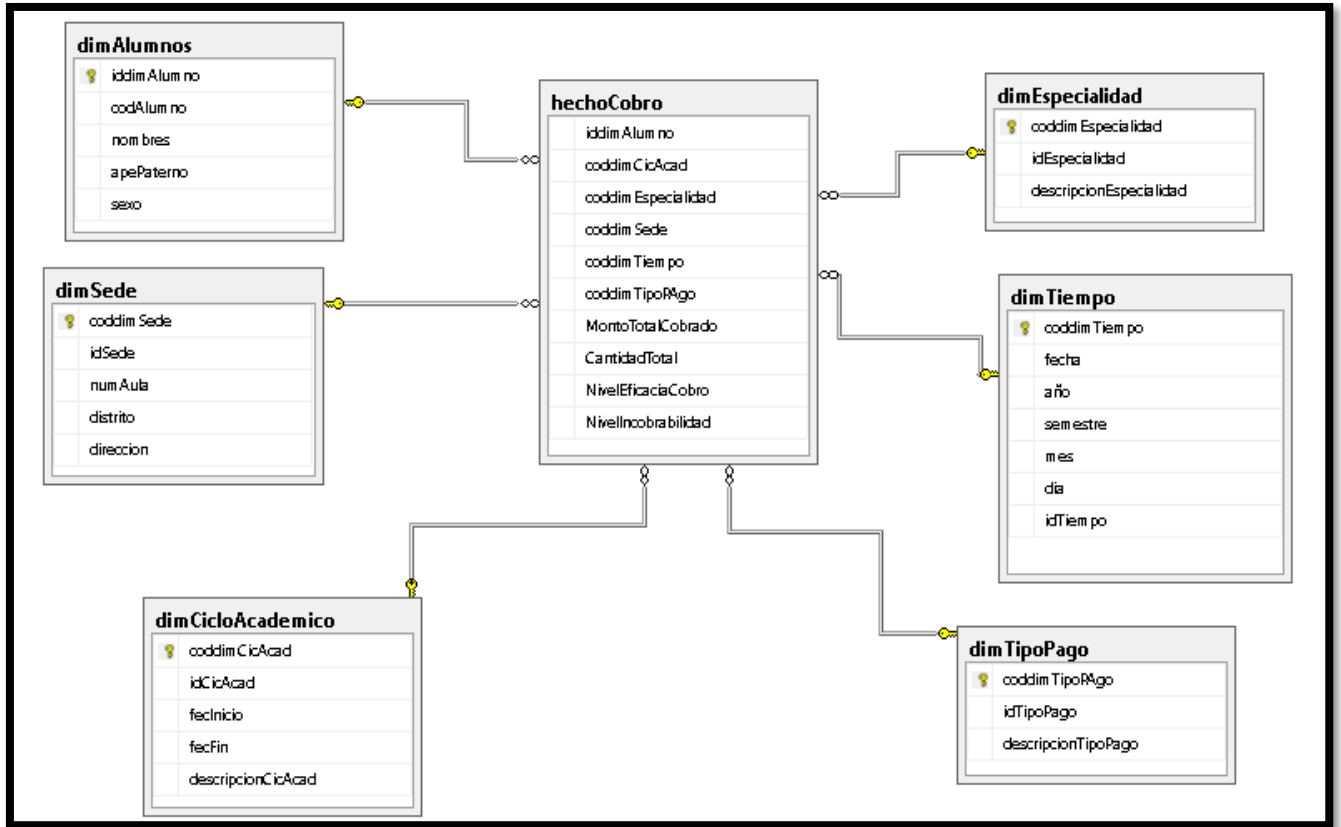 dimAlumnos
iddimAlumno
codAlumno
nombres
apePaterno
sexo
hechoCobro
iddimAlumno
coddimCicAcad
coddimEspecialidad
coddimSede
coddimTiempo
coddimTipoPAgo
MontoTotalCobrado
CantidadTotal
NivelEficaciaCobro
NivelIncobrabilidad
dimEspecialidad
coddimEspecialidad
idEspecialidad
descripcionEspecialidad
dimSede
coddimSede
idSede
numAula
distrito
direccion
dimTiempo
coddimTiempo
fecha
año
semestre
mes
dia
idTiempo
dimCicloAcademico
coddimCicAcad
idCicAcad
fecInicio
fecFin
descripcionCicAcad
dimTipoPago
coddimTipoPAgo
idTipoPago
descripcionTipoPago